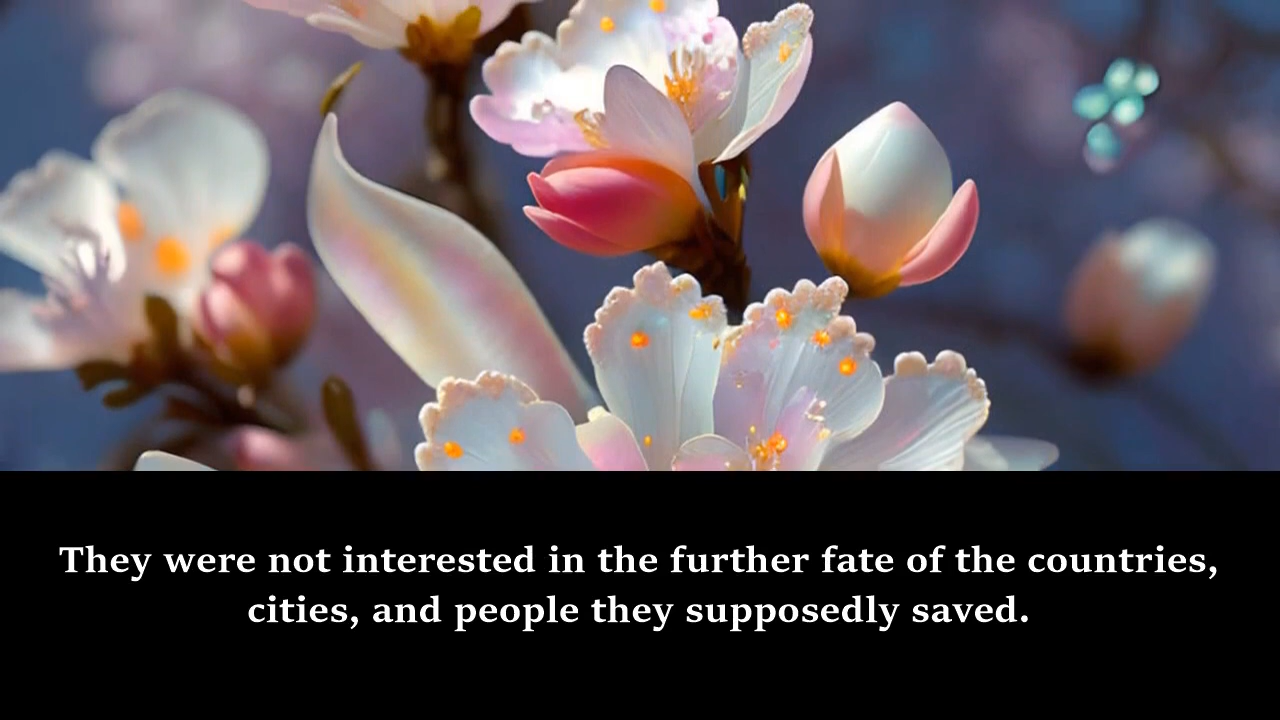 They were not interested in the further fate of the countries,
cities, and people they supposedly saved.